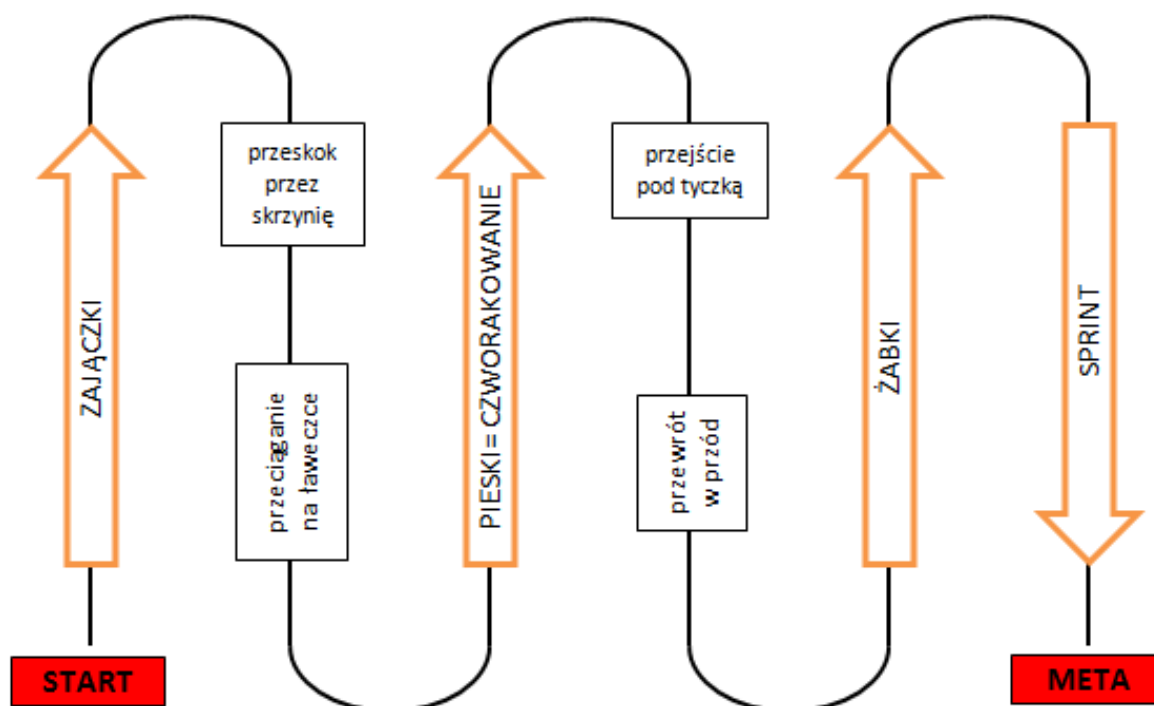 START
ZAJĄCZKI
przeskok
przez
skrzynię
przeciąganie
na ławeczce
PIESKI = CZWORAKOWANIE
przejście
pod tyczką
przewrót
w przód
ŻABKI
SPRINT
META